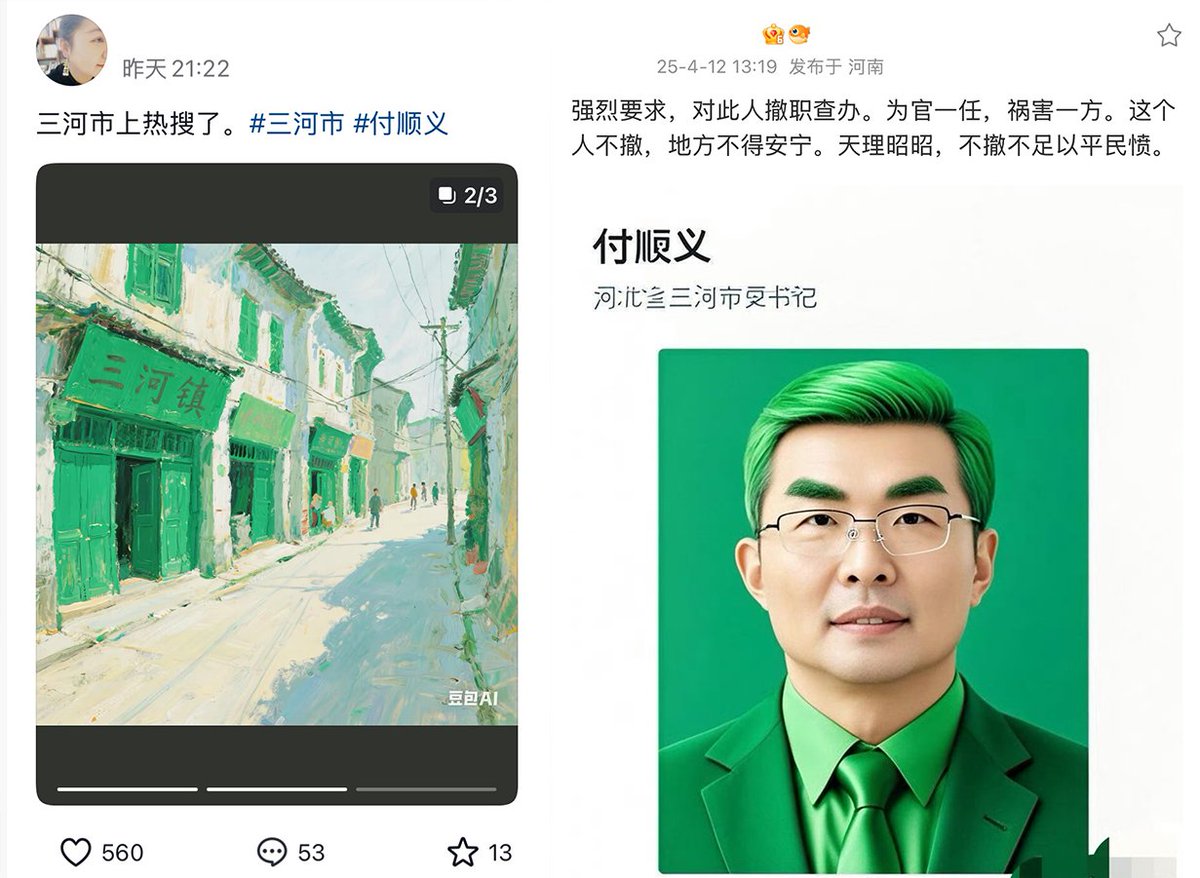 昨天 21:22
三河市上热搜了。#三河市 #付顺义
2/3
三河镇
豆包AI
560
53
13
25-4-12 13:19 发布于 河南
强烈要求，对此人撤职查办。为官一任，祸害一方。这个
人不撤，地方不得安宁。天理昭昭，不撤不足以平民愤。
付顺义
三河市
书记